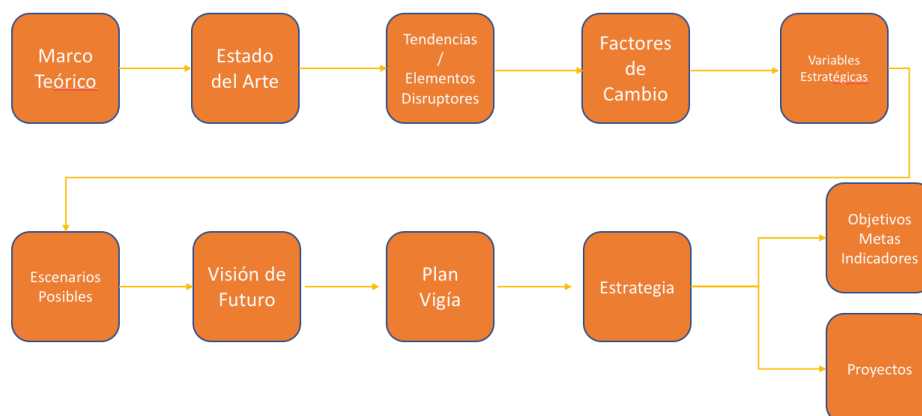 Marco
Teórico
Estado
del Arte
Tendencias
/
Elementos
Disruptores
Factores
de
Cambio
Variables
Estratégicas
Escenarios
Posibles
Visión de
Futuro
Plan
Vigía
Estrategia
Objetivos
Metas
Indicadores
Proyectos